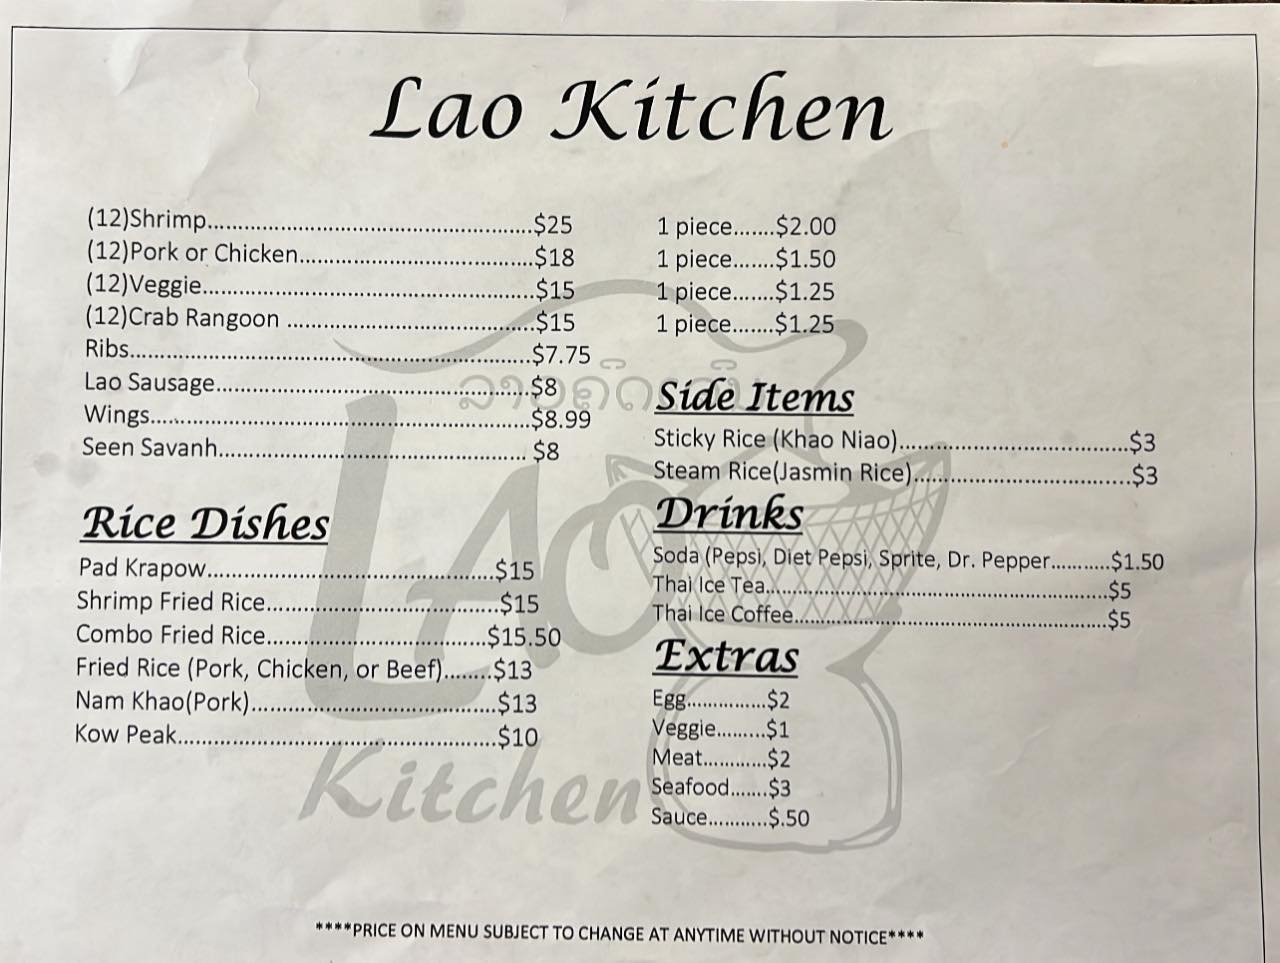 Lao Kitchen
(12)Shrimp.......................................................$25
(12)Pork or Chicken.......................................$18
(12)Veggie.......................................................$15
(12)Crab Rangoon .........................................$15
Ribs...................................................................$7.75
Lao Sausage....................................................$8
Wings...............................................................$8.99
Seen Savanh.................................................... $8
1 piece.......$2.00
1 piece.......$1.50
1 piece.......$1.25
1 piece.......$1.25
Rice Dishes
Pad Krapow................................................$15
Shrimp Fried Rice.......................................$15
Combo Fried Rice.....................................$15.50
Fried Rice (Pork, Chicken, or Beef)........$13
Nam Khao(Pork).........................................$13
Kow Peak.....................................................$10
Side Items
Sticky Rice (Khao Niao)......................................$3
Steam Rice(Jasmin Rice)....................................$3
Drinks
Soda (Pepsi, Diet Pepsi, Sprite, Dr. Pepper...........$1.50
Thai Ice Tea...............................................................$5
Thai Ice Coffee..........................................................$5
Extras
Egg...............$2
Veggie.........$1
Meat............$2
Seafood.......$3
Sauce...........$.50
LAO
Kitchen
****PRICE ON MENU SUBJECT TO CHANGE AT ANYTIME WITHOUT NOTICE****